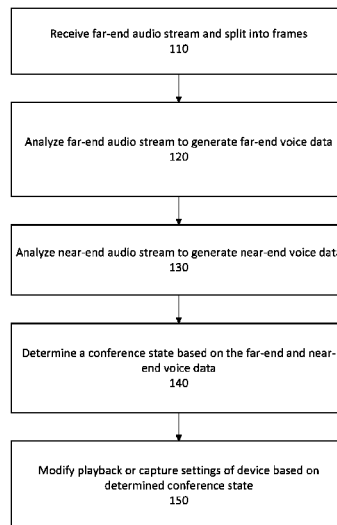 Receive far-end audio stream and split into frames
110
Analyze far-end audio stream to generate far-end voice data
120
Analyze near-end audio stream to generate near-end voice data
130
Determine a conference state based on the far-end and near-
end voice data
140
Modify playback or capture settings of device based on
determined conference state
150